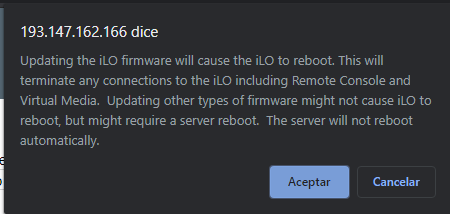 193.147.162.166 dice
Updating the iLO firmware will cause the iLO to reboot. This will
terminate any connections to the iLO including Remote Console and
Virtual Media.  Updating other types of firmware might not cause iLO to
reboot, but might require a server reboot.  The server will not reboot
automatically.
Aceptar
Cancelar